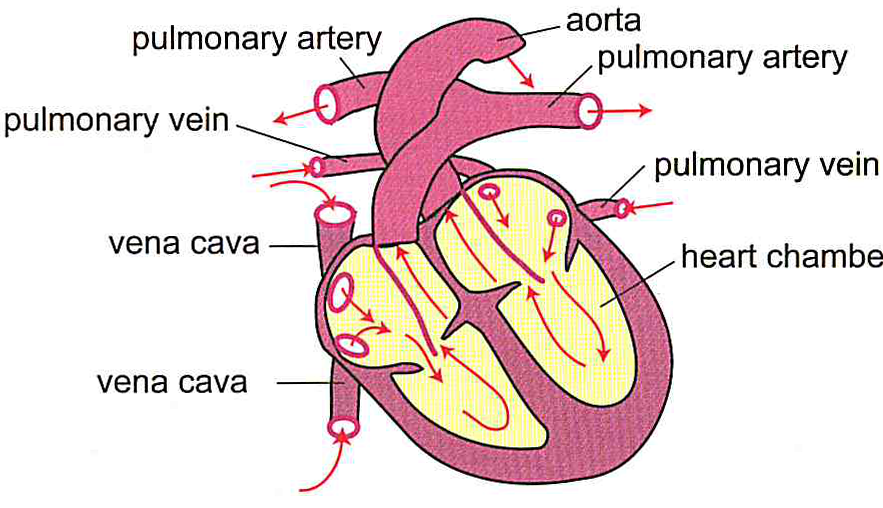 aorta
pulmonary artery
pulmonary artery
pulmonary vein
pulmonary vein
vena cava
heart chambe
vena cava